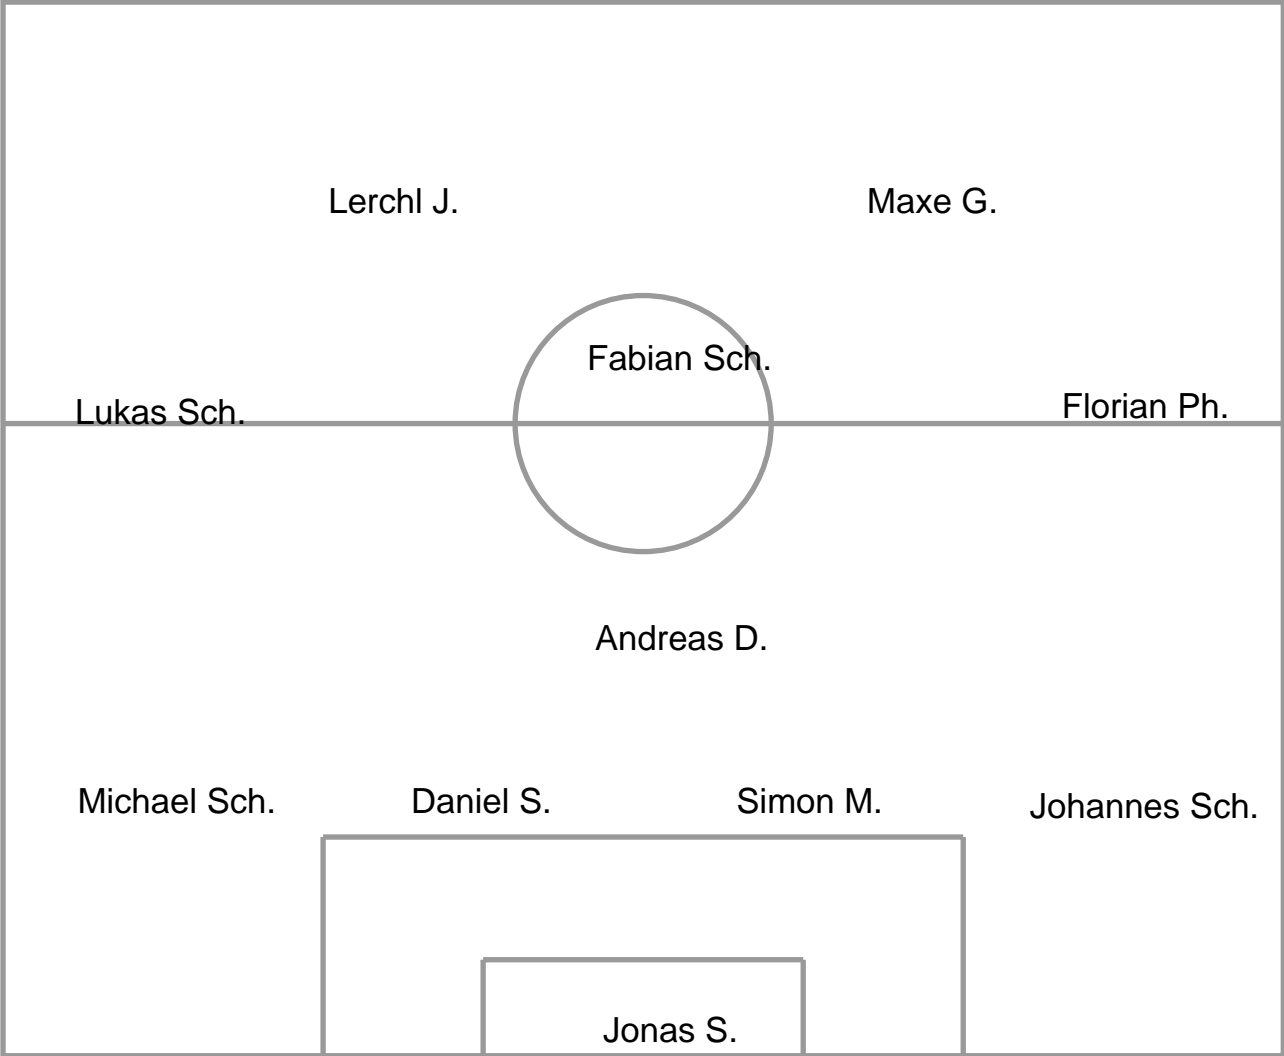 Lerchl J.
Maxe G.
Fabian Sch.
Lukas Sch.
Florian Ph.
Andreas D.
Michael Sch.
Daniel S.
Simon M.
Johannes Sch.
Jonas S.